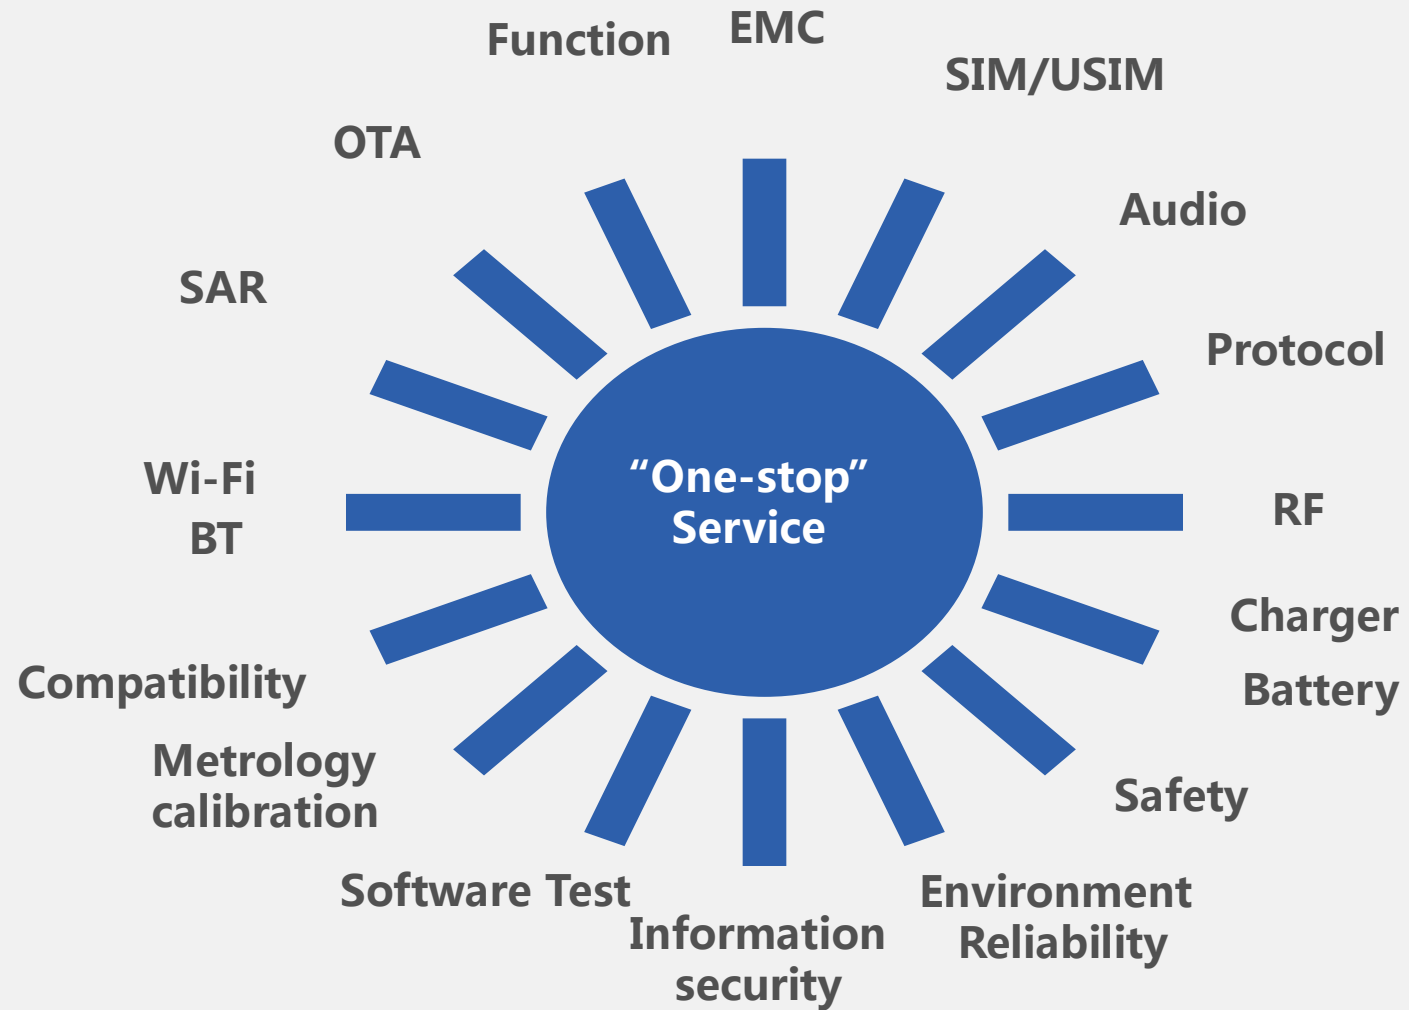 EMC
Function
SIM/USIM
OTA
Audio
SAR
Protocol
Wi-Fi
BT
“One-stop”
Service
RF
Charger
Battery
Compatibility
Metrology
calibration
Safety
Software Test
Environment
Reliability
Information
security